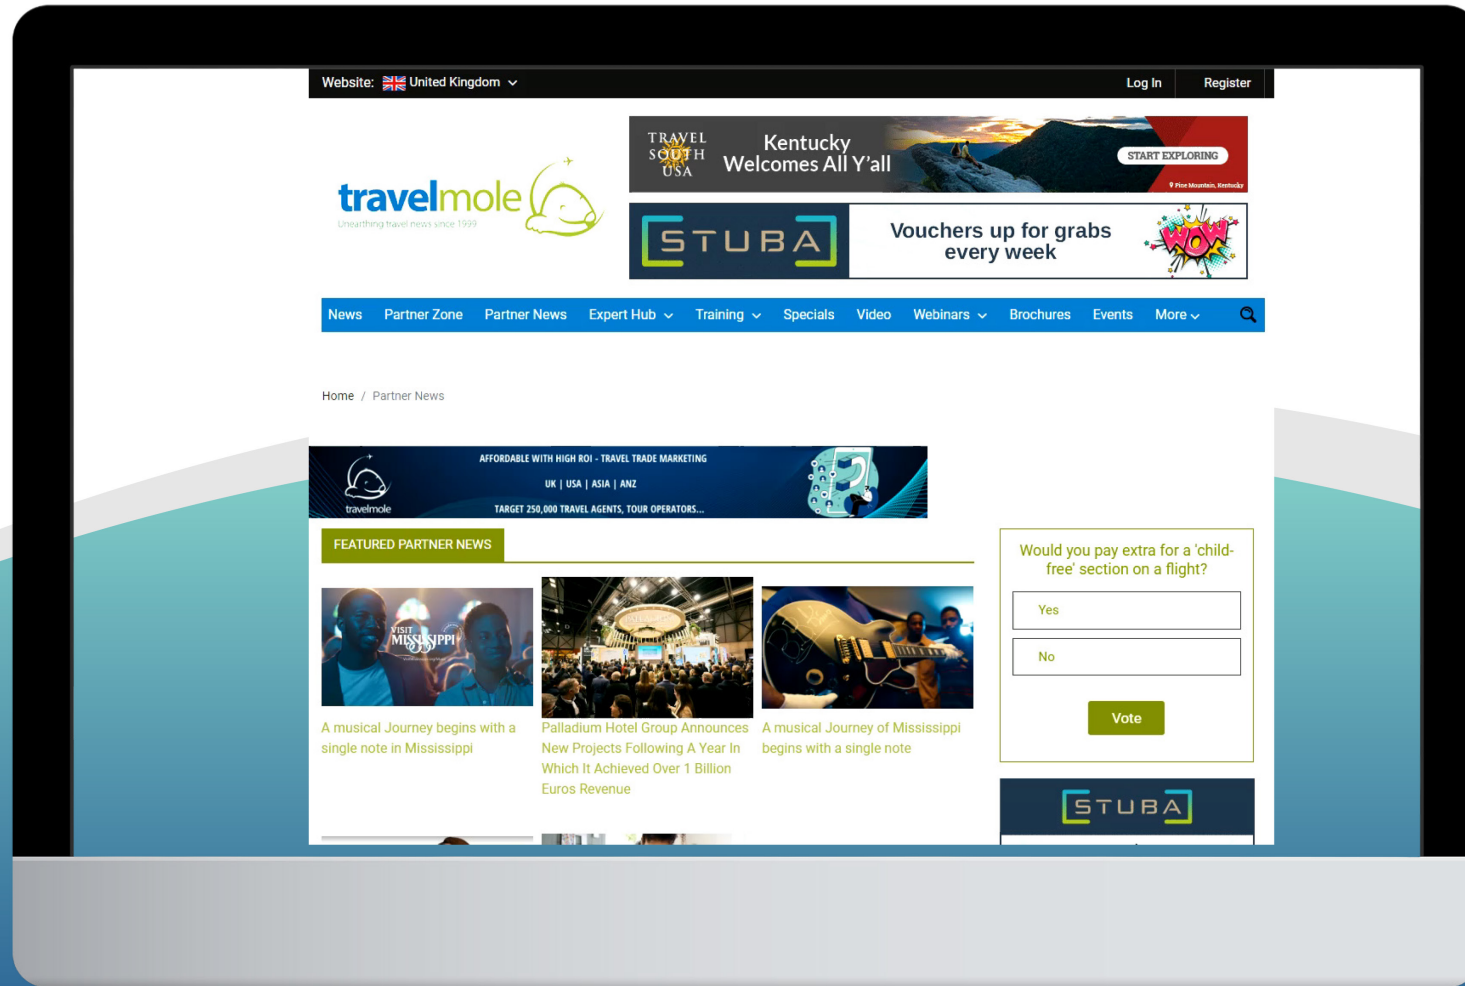 Website: United Kingdom
Log In Register
travelmole
Unearthing travel news since 1999
TRAVEL
SOUTH
USA
Kentucky
Welcomes All Y'all
START EXPLORING
Pine Mountain, Kentucky
STUBA
Vouchers up for grabs
every week
WOW
News Partner Zone Partner News Expert Hub Training Specials Video Webinars Brochures Events More
Home / Partner News
travelmole
AFFORDABLE WITH HIGH ROI - TRAVEL TRADE MARKETING
UK | USA | ASIA | ANZ
TARGET 250,000 TRAVEL AGENTS, TOUR OPERATORS...
FEATURED PARTNER NEWS
VISIT
MISSISSIPPI
A musical Journey begins with a
single note in Mississippi
Palladium Hotel Group Announces
New Projects Following A Year In
Which It Achieved Over 1 Billion
Euros Revenue
A musical Journey of Mississippi
begins with a single note
Would you pay extra for a 'child-
free' section on a flight?
Yes
No
Vote
STUBA